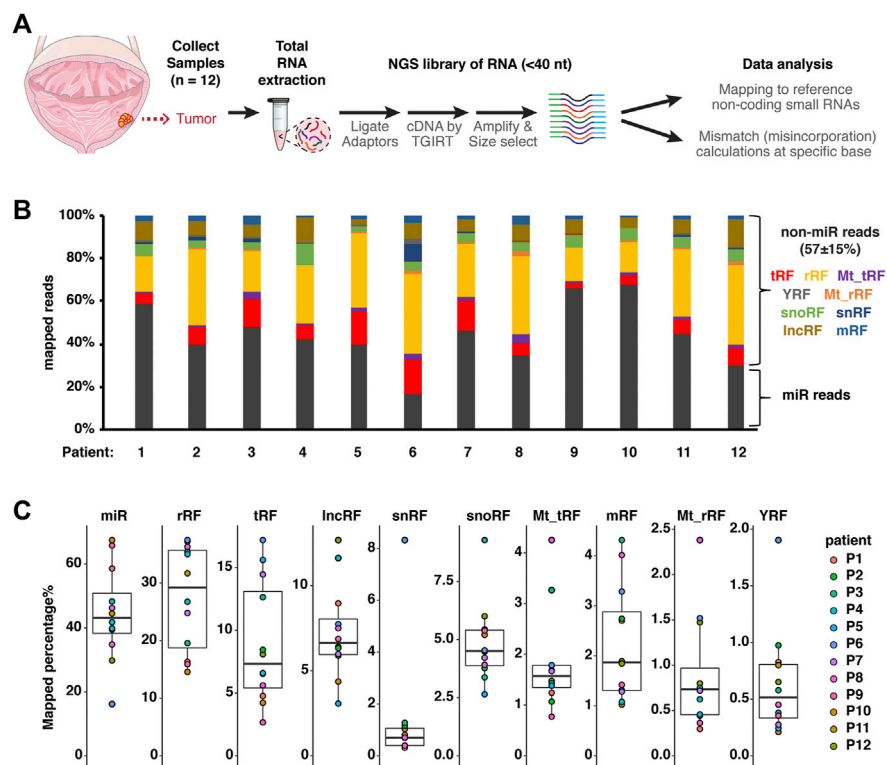 A
Collect
Samples
(n = 12)
Tumor
Total
RNA
extraction
NGS library of RNA (<40 nt)
Ligate
Adaptors
cDNA by
TGIRT
Amplify &
Size select
Data analysis
Mapping to reference
non-coding small RNAs
Mismatch (misincorporation)
calculations at specific base
B
mapped reads
100%
80%
60%
40%
20%
0%
Patient: 1 2 3 4 5 6 7 8 9 10 11 12
non-miR reads
(57±15%)
tRF rRF Mt_tRF
YRF Mt_rRF
snoRF snRF
lncRF mRF
miR reads
C
Mapped percentage%
miR
60
40
20
0
rRF
30
20
10
0
tRF
15
10
5
0
lncRF
10
5
0
snRF
8
6
4
2
0
snoRF
7.5
5.0
2.5
0.0
Mt_tRF
4
3
2
1
0
mRF
4
3
2
1
0
Mt_rRF
2.5
2.0
1.5
1.0
0.5
0.0
YRF
2.0
1.5
1.0
0.5
0.0
patient
P1
P2
P3
P4
P5
P6
P7
P8
P9
P10
P11
P12